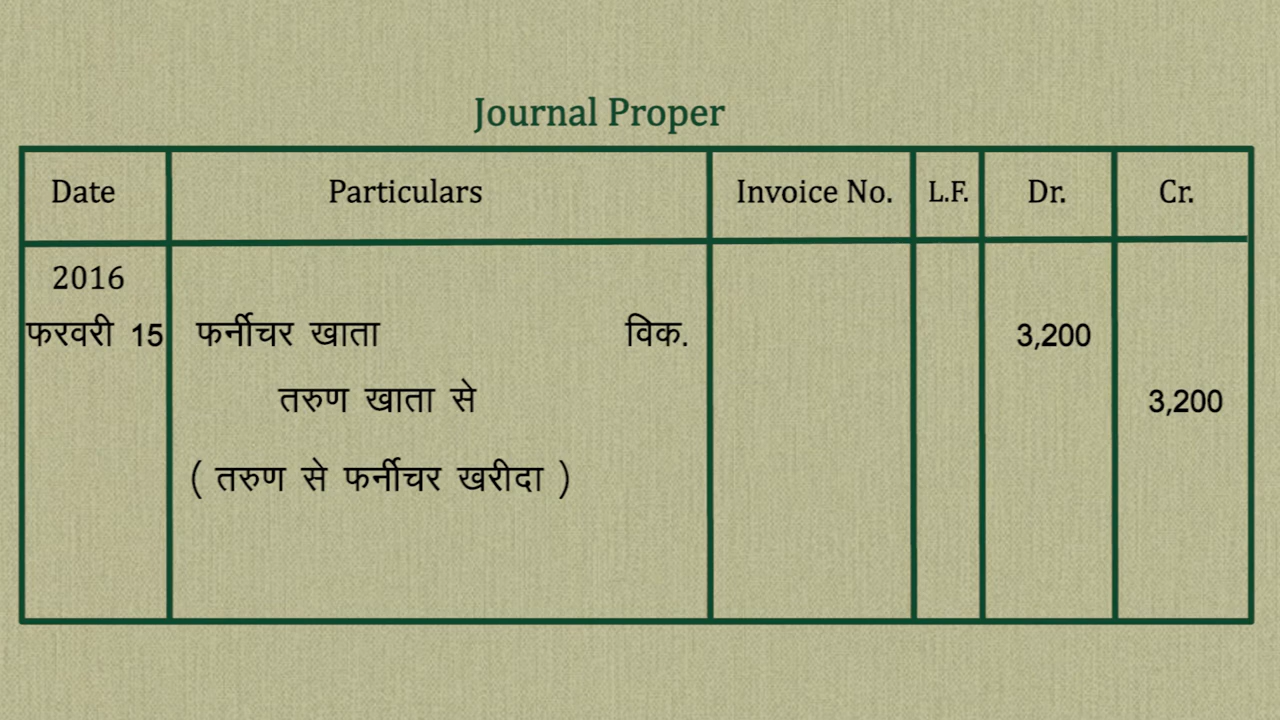 Journal Proper
Date Particulars Invoice No. L.F. Dr. Cr.
2016
फरवरी 15 फर्नीचर खाता विक. 3,200
तरुण खाता से 3,200
( तरुण से फर्नीचर खरीदा )